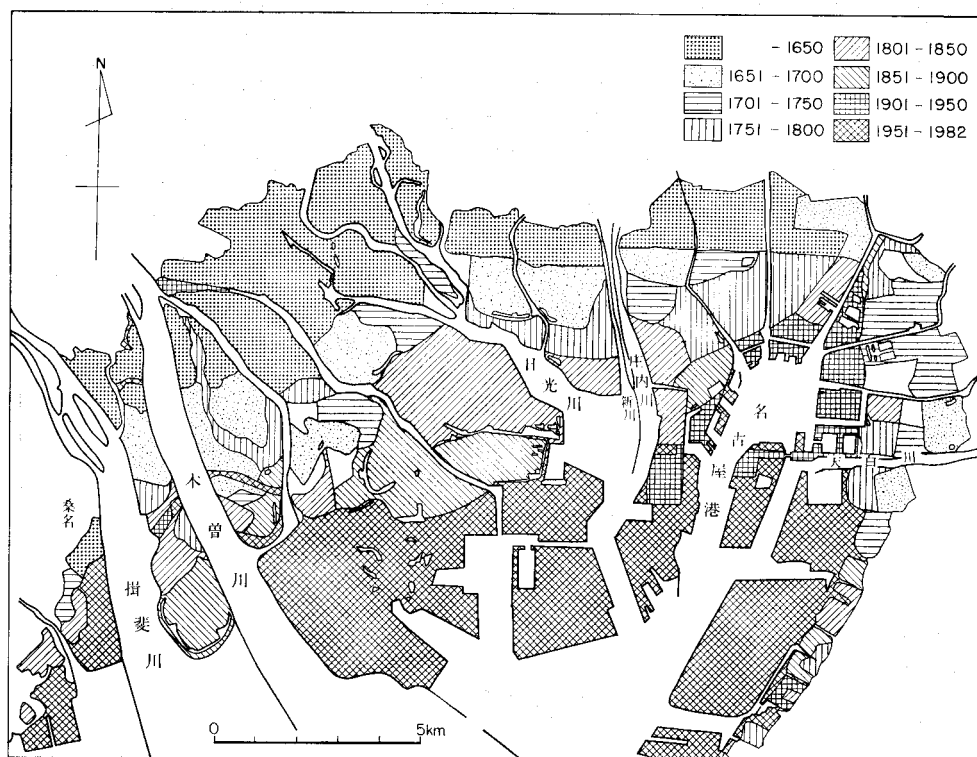 N
- 1650
1651 - 1700
1701 - 1750
1751 - 1800
1801 - 1850
1851 - 1900
1901 - 1950
1951 - 1982
日光川
新川
庄内川
名古屋港
天白川
木曽川
桑名
揖斐川
0
5km